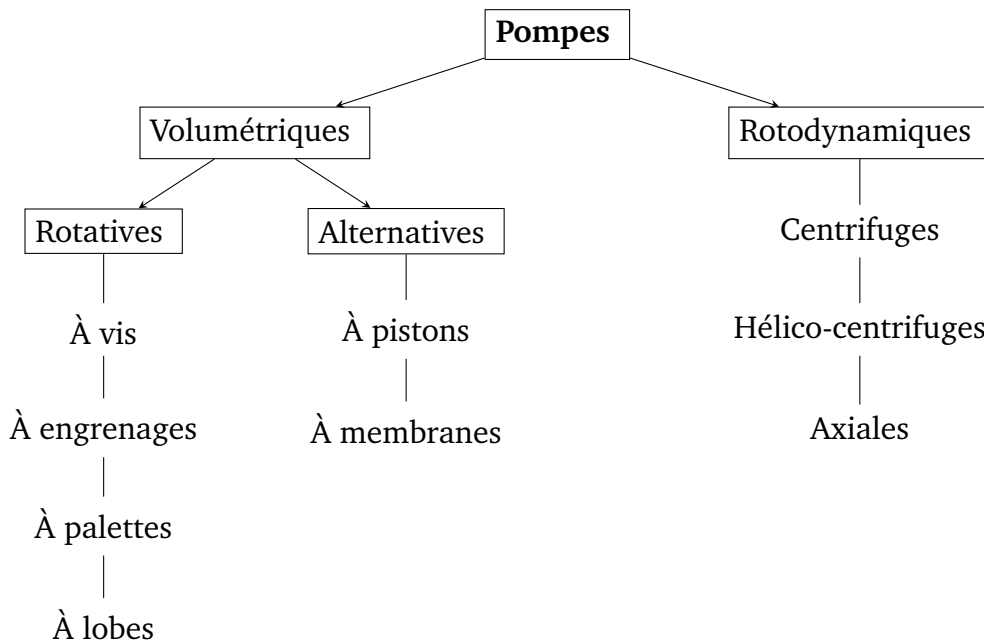 Pompes
Volumétriques
Rotodynamiques
Rotatives
Alternatives
Centrifuges
À vis
À pistons
Hélico-centrifuges
À engrenages
À membranes
Axiales
À palettes
À lobes